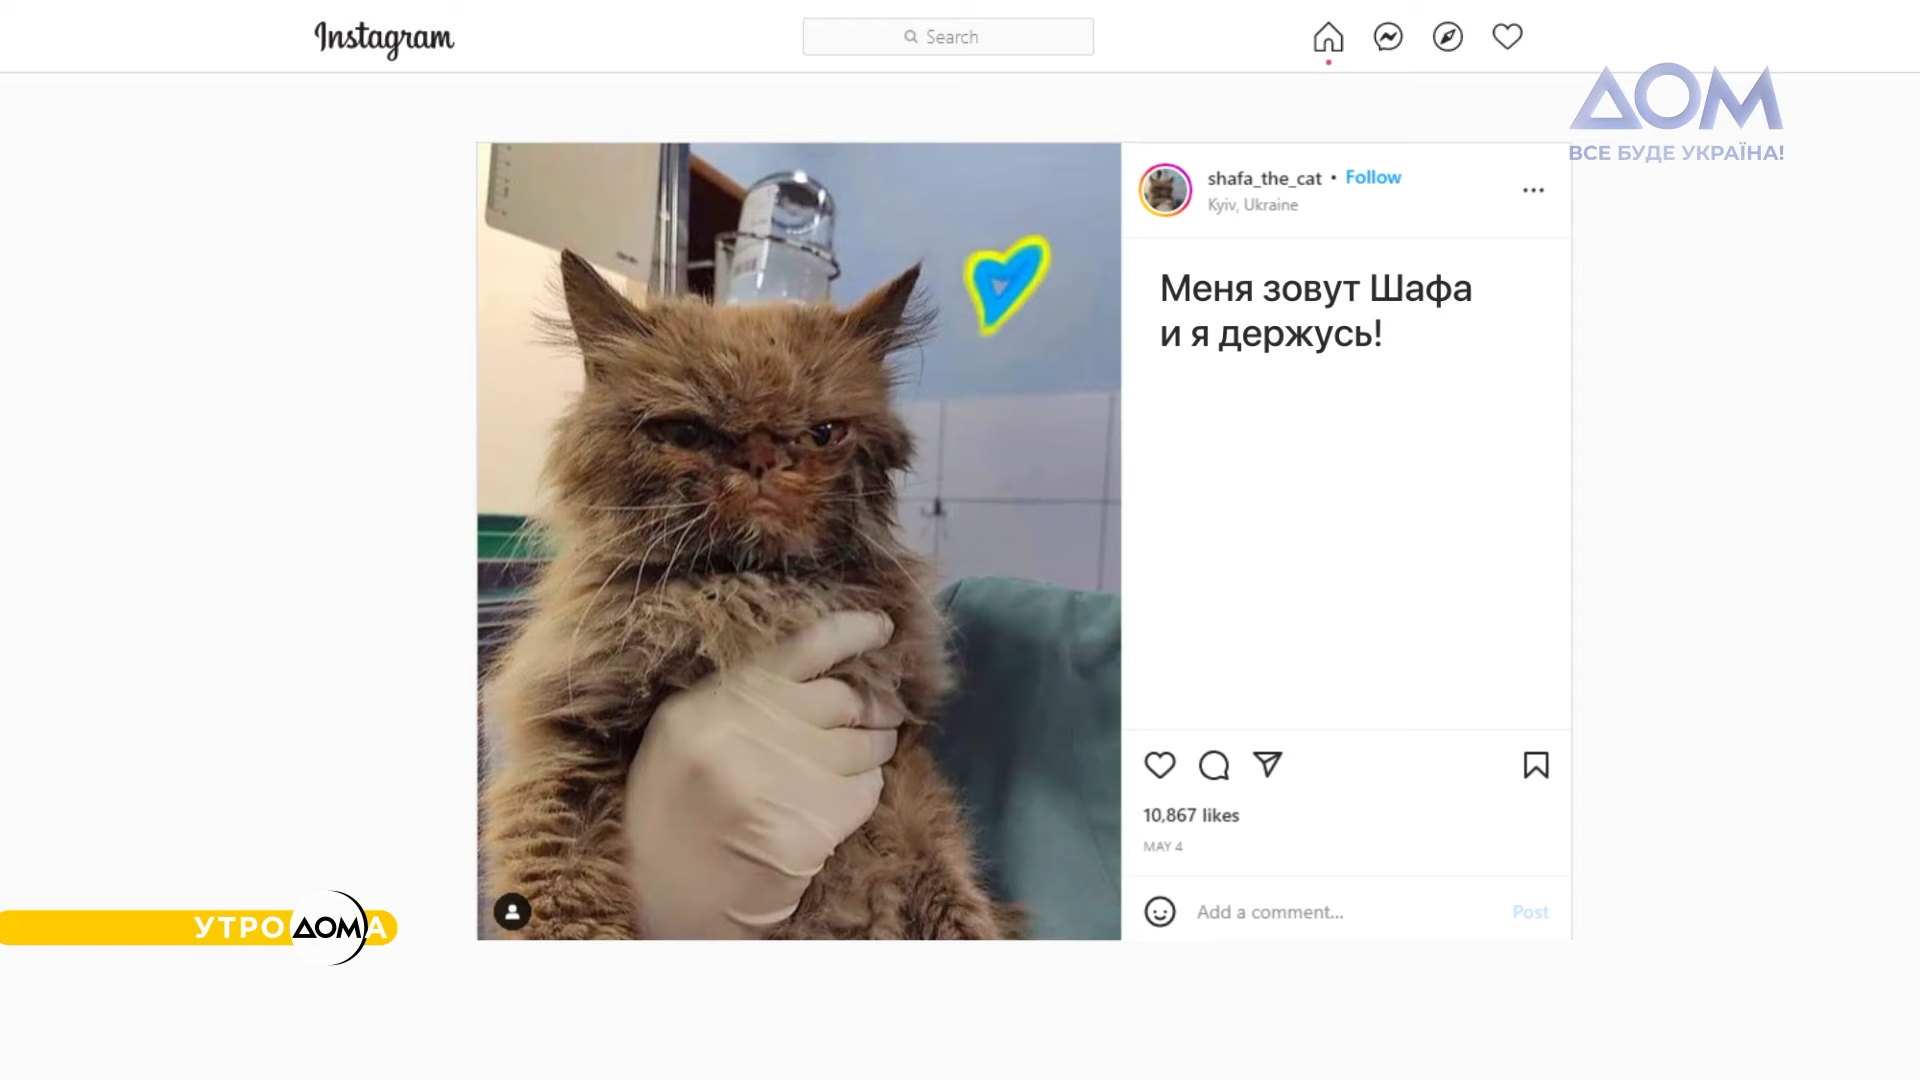 Instagram
Search
ДОМ
ВСЕ БУДЕ УКРАЇНА!
shafa_the_cat • Follow
Kyiv, Ukraine
Меня зовут Шафа
и я держусь!
10,867 likes
MAY 4
Add a comment... Post
УТРО ДОМА